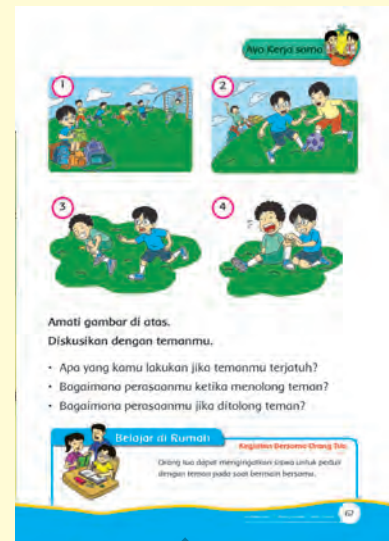 Ayo Kerja sama
1
2
3
4
Amati gambar di atas.
Diskusikan dengan temanmu.
• Apa yang kamu lakukan jika temanmu terjatuh?
• Bagaimana perasaanmu ketika menolong teman?
• Bagaimana perasaanmu jika ditolong teman?
Belajar di Rumah
Kegiatan Bersama Orang Tua
Orang tua dapat mengingatkan siswa untuk peduli
dengan teman pada saat bermain bersama.